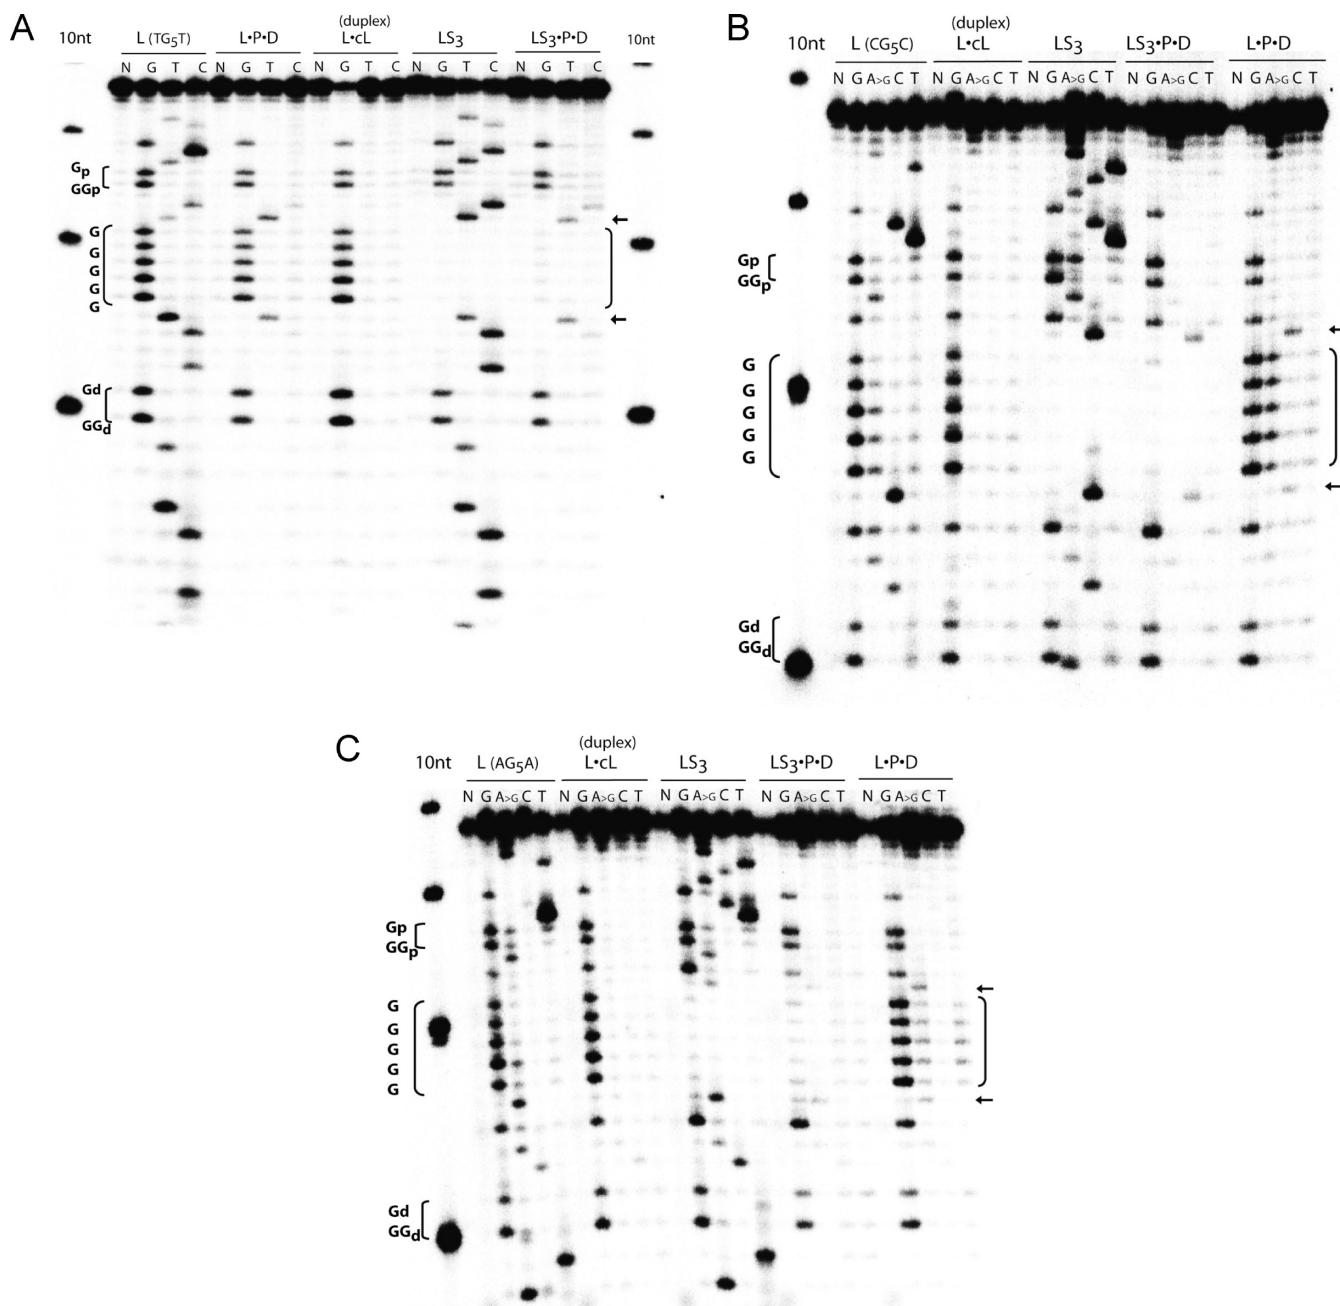 A
10nt
L (TG5T)
L•P•D
(duplex)
L•cL
LS3
LS3•P•D
10nt
N G T C N G T C N G T C N G T C N G T C
Gp
GGp
G
G
G
G
G
Gd
GGd
B
10nt
L (CG5C)
(duplex)
L•cL
LS3
LS3•P•D
L•P•D
N G A>G C T N G A>G C T N G A>G C T N G A>G C T N G A>G C T
Gp
GGp
G
G
G
G
G
Gd
GGd
C
10nt
L (AG5A)
(duplex)
L•cL
LS3
LS3•P•D
L•P•D
N G A>G C T N G A>G C T N G A>G C T N G A>G C T N G A>G C T
Gp
GGp
G
G
G
G
G
Gd
GGd